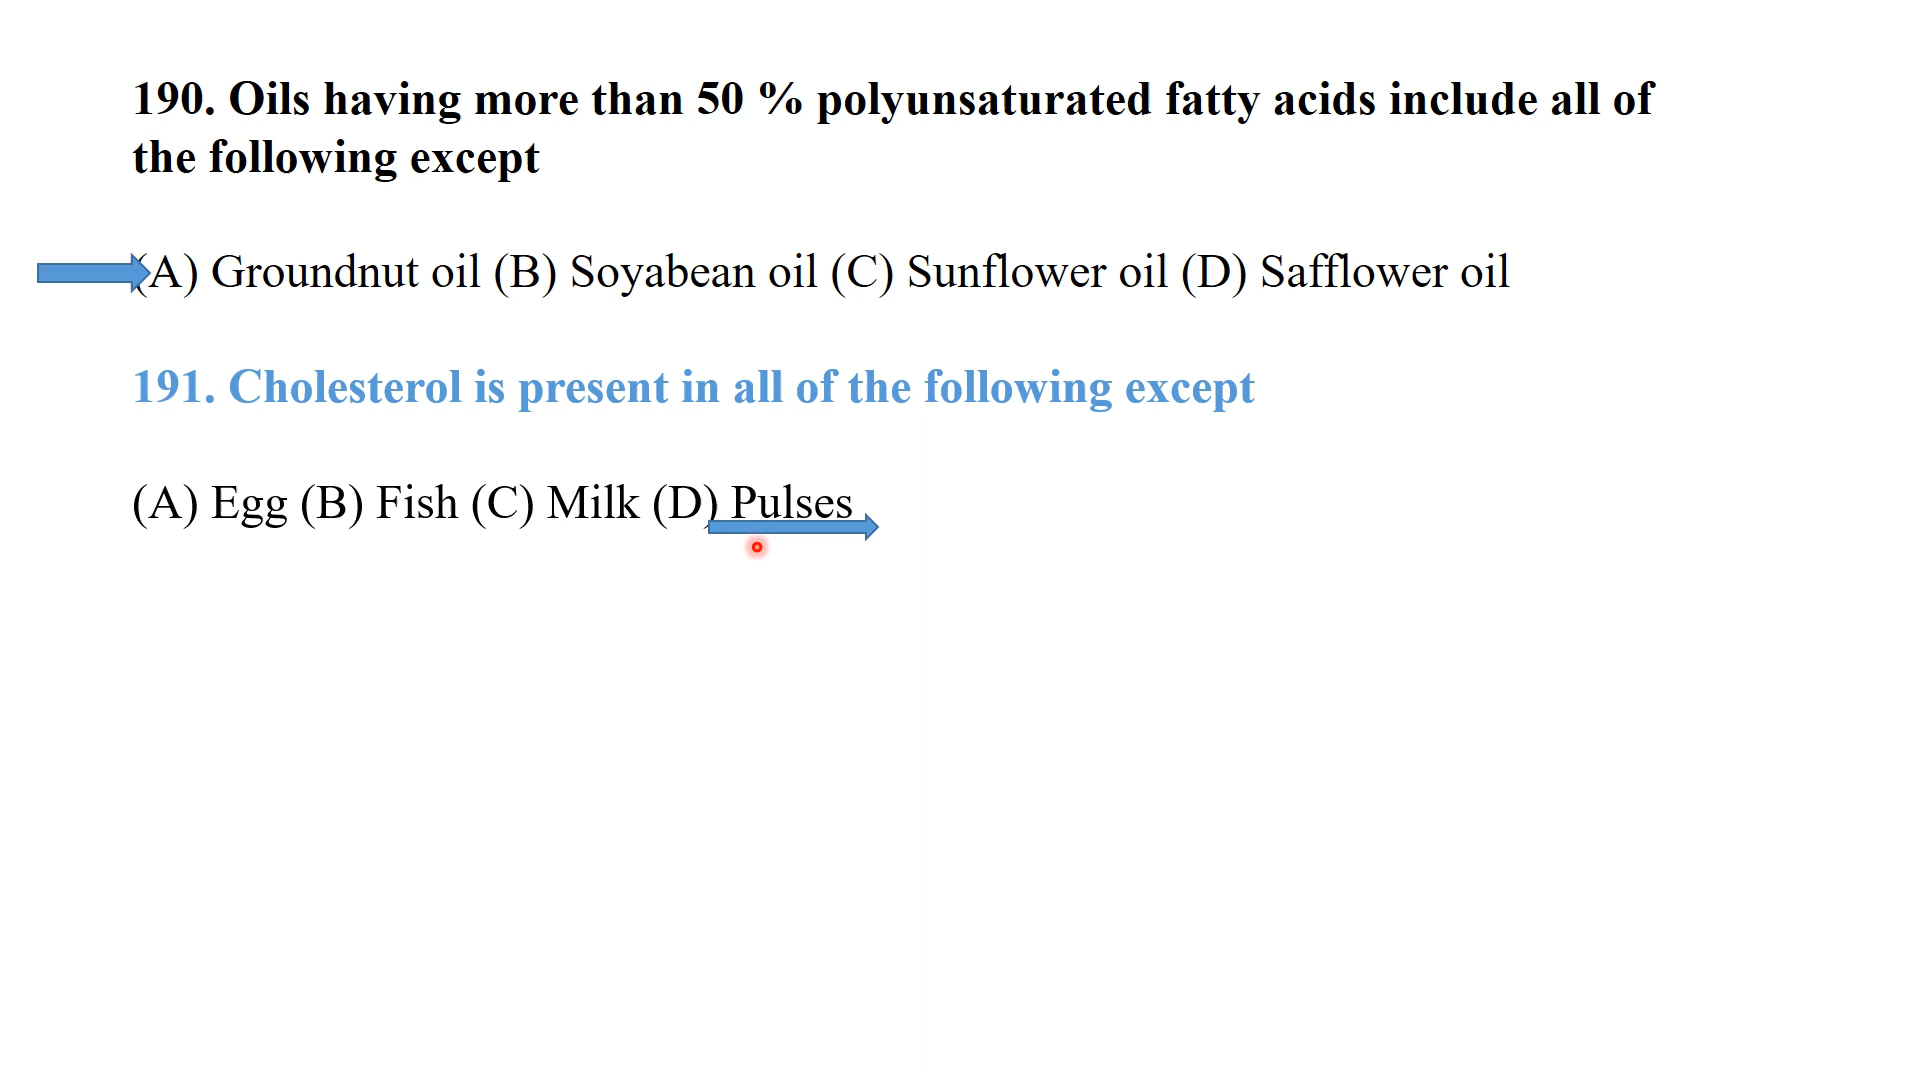 190. Oils having more than 50 % polyunsaturated fatty acids include all of
the following except
(A) Groundnut oil (B) Soyabean oil (C) Sunflower oil (D) Safflower oil
191. Cholesterol is present in all of the following except
(A) Egg (B) Fish (C) Milk (D) Pulses